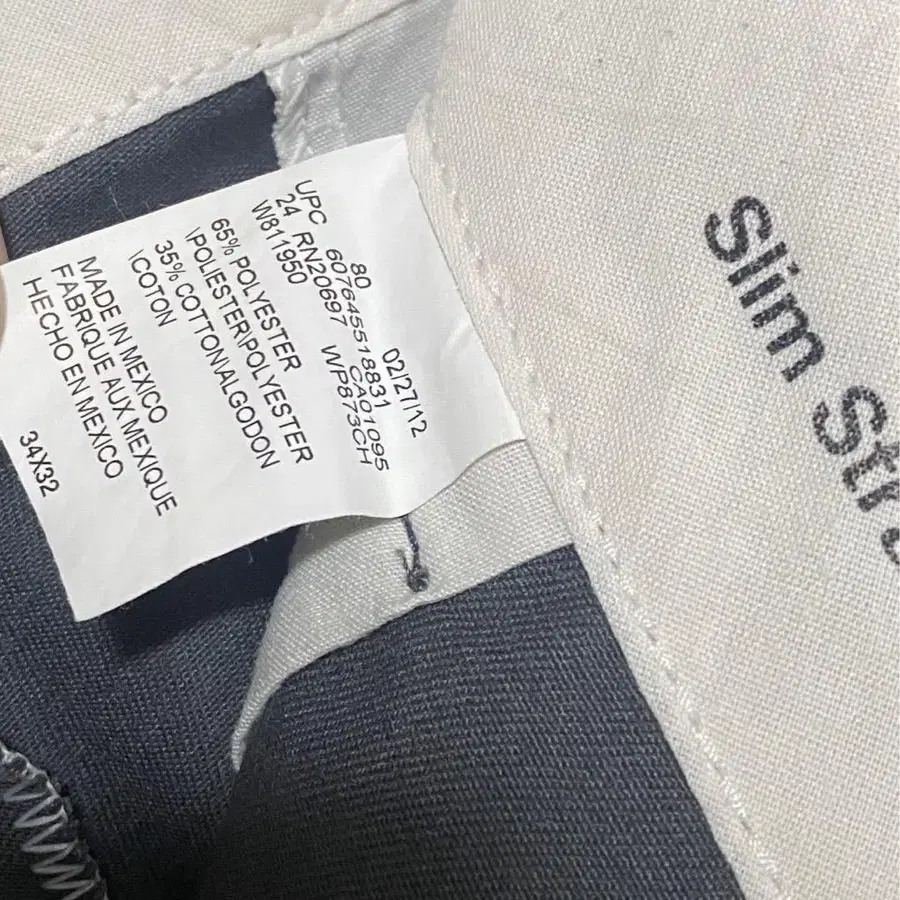 80 02/27/12
UPC 607645518831
24 RN20697 CA01095
W811950 WP873CH
65% POLYESTER
\POLIESTER\POLYESTER
35% COTTON\ALGODON
\COTON
MADE IN MEXICO
FABRIQUE AUX MEXIQUE
HECHO EN MEXICO
34X32
Slim Str